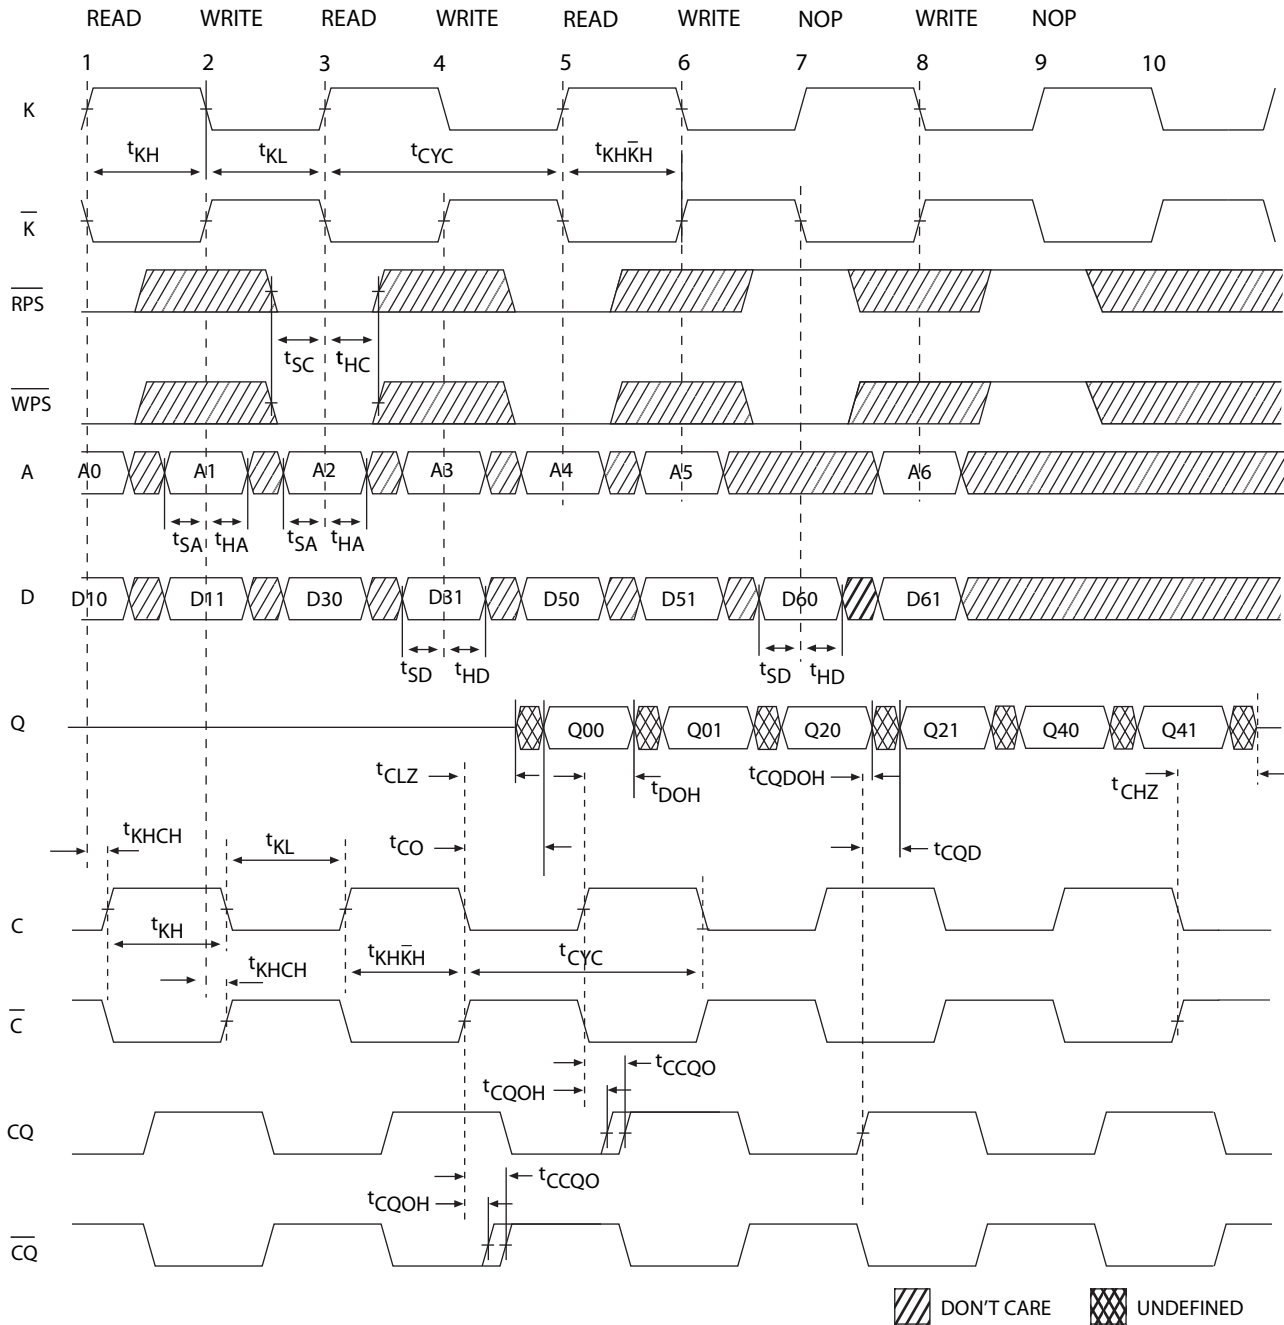 READ WRITE READ WRITE READ WRITE NOP WRITE NOP
1 2 3 4 5 6 7 8 9 10
K
tKH tKL tCYC tKHK̅H
K̅
R̅P̅S̅
tSC tHC
W̅P̅S̅
A A0 A1 A2 A3 A4 A5 A6
tSA tHA tSA tHA
D D10 D11 D30 D31 D50 D51 D60 D61
tSD tHD tSD tHD
Q Q00 Q01 Q20 Q21 Q40 Q41
tCLZ tDOH tCQDOH tCHZ
tKHCH tKL tCO tCQD
C
tKH tKHK̅H tCYC
tKHCH
C̅
tCCQO
tCQOH
CQ
tCCQO
tCQOH
C̅Q̅
DON'T CARE UNDEFINED